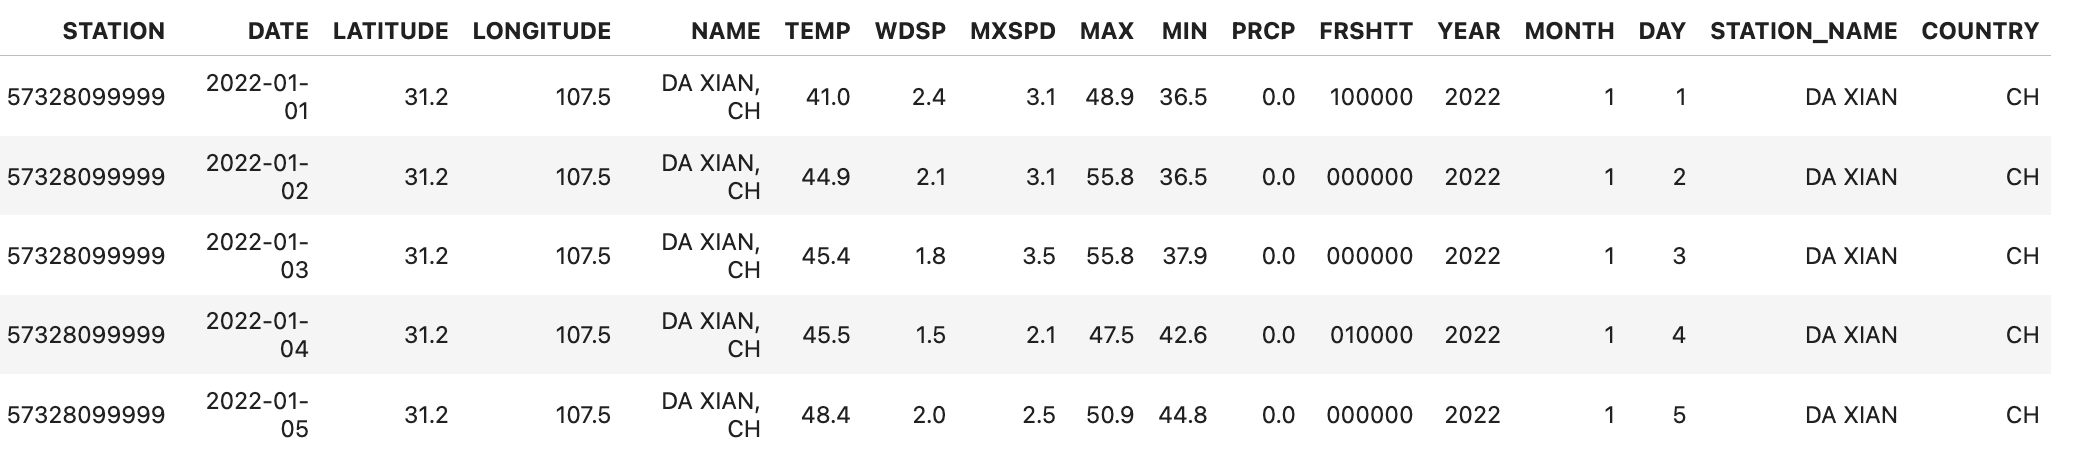 STATION DATE LATITUDE LONGITUDE NAME TEMP WDSP MXSPD MAX MIN PRCP FRSHTT YEAR MONTH DAY STATION_NAME COUNTRY
57328099999 2022-01-01 31.2 107.5 DA XIAN, CH 41.0 2.4 3.1 48.9 36.5 0.0 100000 2022 1 1 DA XIAN CH
57328099999 2022-01-02 31.2 107.5 DA XIAN, CH 44.9 2.1 3.1 55.8 36.5 0.0 000000 2022 1 2 DA XIAN CH
57328099999 2022-01-03 31.2 107.5 DA XIAN, CH 45.4 1.8 3.5 55.8 37.9 0.0 000000 2022 1 3 DA XIAN CH
57328099999 2022-01-04 31.2 107.5 DA XIAN, CH 45.5 1.5 2.1 47.5 42.6 0.0 010000 2022 1 4 DA XIAN CH
57328099999 2022-01-05 31.2 107.5 DA XIAN, CH 48.4 2.0 2.5 50.9 44.8 0.0 000000 2022 1 5 DA XIAN CH